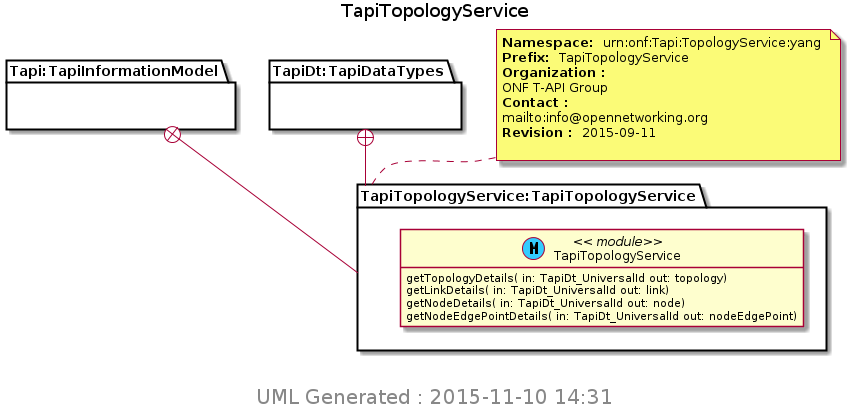 TapiTopologyService
Namespace: urn:onf:Tapi:TopologyService:yang
Prefix: TapiTopologyService
Organization :
ONF T-API Group
Contact :
mailto:info@opennetworking.org
Revision : 2015-09-11
Tapi:TapiInformationModel
TapiDt:TapiDataTypes
TapiTopologyService:TapiTopologyService
M
<< module>>
TapiTopologyService
getTopologyDetails( in: TapiDt_UniversalId out: topology)
getLinkDetails( in: TapiDt_UniversalId out: link)
getNodeDetails( in: TapiDt_UniversalId out: node)
getNodeEdgePointDetails( in: TapiDt_UniversalId out: nodeEdgePoint)
UML Generated : 2015-11-10 14:31